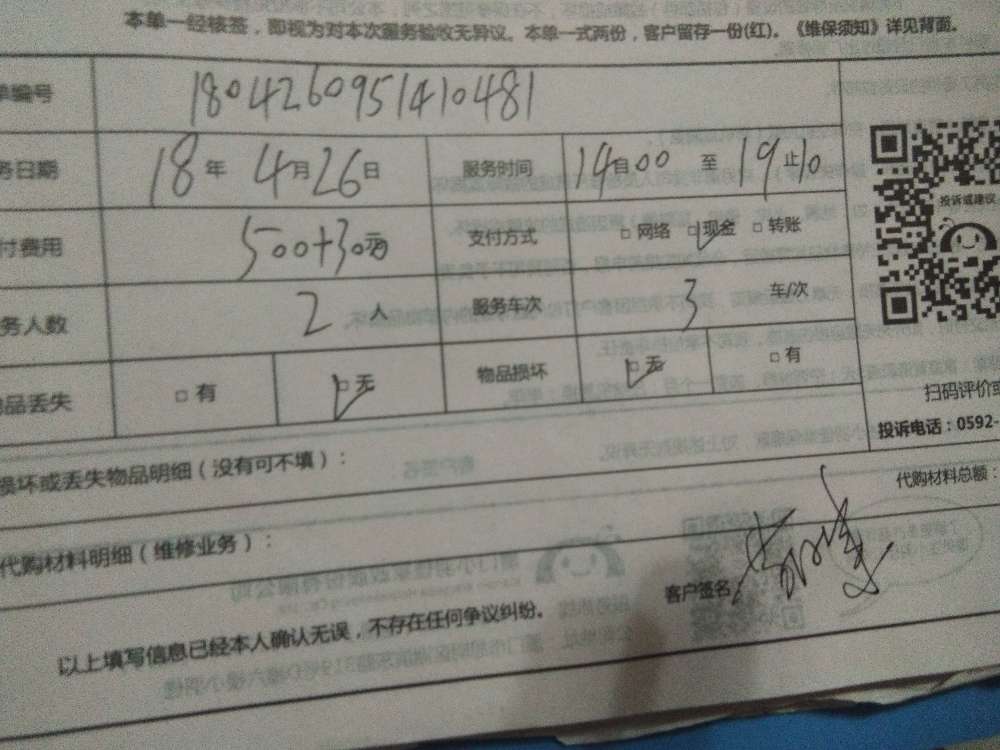 本单一经核签，即视为对本次服务验收无异议。本单一式两份，客户留存一份(红)。《维保须知》详见背面。
单编号 180426095141048​1
务日期 18年4月26日 服务时间 14自00至19止10
付费用 500+30元 支付方式 □网络 □现金 □转账
务人数 2人 服务车次 3车/次
品丢失 □有 □无 物品损坏 □无 □有
投诉或建议
扫码评价或
投诉电话：0592-
损坏或丢失物品明细（没有可不填）：
代购材料总额：
代购材料明细（维修业务）：
客户签名：
以上填写信息已经本人确认无误，不存在任何争议纠纷。